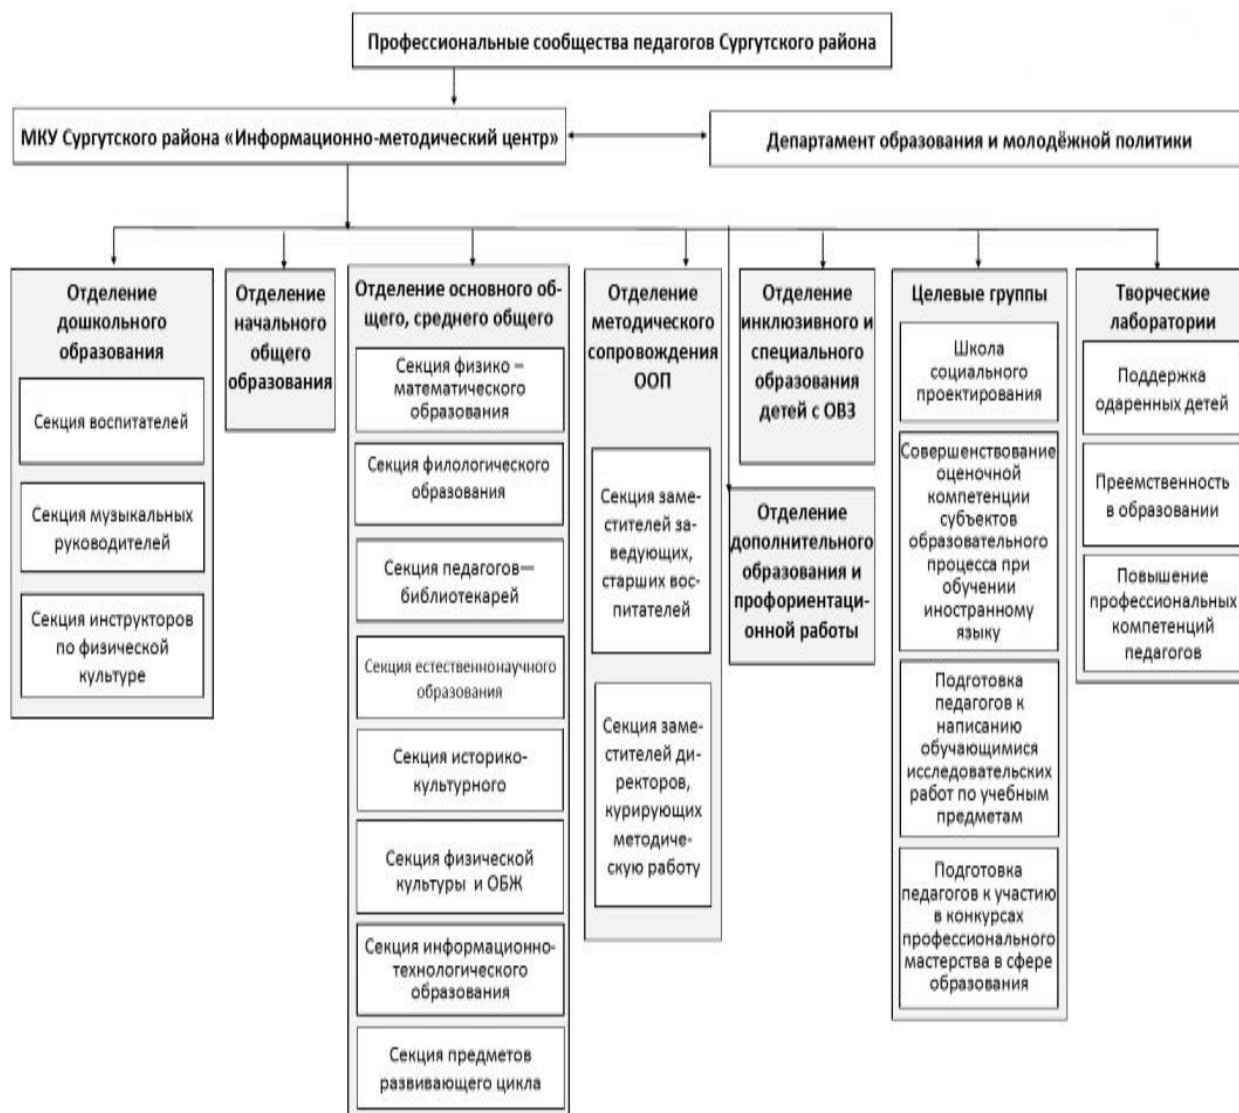 Профессиональные сообщества педагогов Сургутского района
МКУ Сургутского района «Информационно-методический центр»
Департамент образования и молодёжной политики
Отделение
дошкольного
образования
Секция воспитателей
Секция музыкальных
руководителей
Секция инструкторов
по физической
культуре
Отделение
начального
общего
образования
Отделение основного об-
щего, среднего общего
Секция физико –
математического
образования
Секция филологического
образования
Секция педагогов—
библиотекарей
Секция естественнонаучного
образования
Секция историко-
культурного
Секция физической
культуры и ОБЖ
Секция информационно-
технологического
образования
Секция предметов
развивающего цикла
Отделение
методического
сопровождения
ООП
Секция заме-
стителей за-
ведующих,
старших вос-
питателей
Секция заме-
стителей ди-
ректоров,
курирующих
методиче-
скую работу
Отделение
инклюзивного и
специального
образования
детей с ОВЗ
Отделение
дополнительного
образования и
профориентаци-
онной работы
Целевые группы
Школа
социального
проектирования
Совершенствование
оценочной
компетенции
субъектов
образовательного
процесса при
обучении
иностранному
языку
Подготовка
педагогов к
написанию
обучающимися
исследовательских
работ по учебным
предметам
Подготовка
педагогов к участию
в конкурсах
профессионального
мастерства в сфере
образования
Творческие
лаборатории
Поддержка
одаренных детей
Преемственность
в образовании
Повышение
профессиональных
компетенций
педагогов